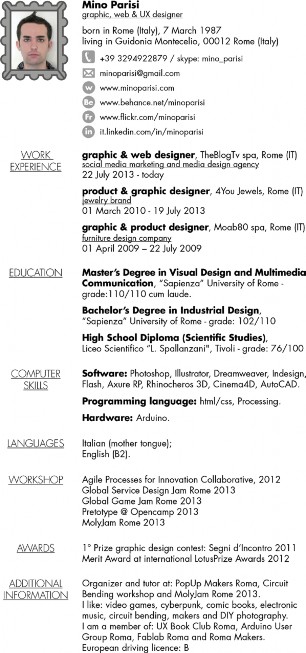 Mino Parisi
graphic, web & UX designer
born in Rome (Italy), 7 March 1987
living in Guidonia Montecelio, 00012 Rome (Italy)
+39 3294922879 / skype: mino_parisi
minoparisi@gmail.com
www.minoparisi.com
Be www.behance.net/minoparisi
Fr www.flickr.com/minoparisi
in it.linkedin.com/in/minoparisi
WORK EXPERIENCE
graphic & web designer, TheBlogTv spa, Rome (IT)
social media marketing and media design agency
22 July 2013 - today
product & graphic designer, 4You Jewels, Rome (IT)
jewelry brand
01 March 2010 - 19 July 2013
graphic & product designer, Moab80 spa, Rome (IT)
furniture design company
01 April 2009 – 22 July 2009
EDUCATION
Master's Degree in Visual Design and Multimedia
Communication, "Sapienza" University of Rome -
grade:110/110 cum laude.
Bachelor's Degree in Industrial Design,
"Sapienza" University of Rome - grade: 102/110
High School Diploma (Scientific Studies),
Liceo Scientifico "L. Spallanzani", Tivoli - grade: 76/100
COMPUTER SKILLS
Software: Photoshop, Illustrator, Dreamweaver, Indesign,
Flash, Axure RP, Rhinocheros 3D, Cinema4D, AutoCAD.
Programming language: html/css, Processing.
Hardware: Arduino.
LANGUAGES
Italian (mother tongue);
English (B2).
WORKSHOP
Agile Processes for Innovation Collaborative, 2012
Global Service Design Jam Rome 2013
Global Game Jam Rome 2013
Pretotype @ Opencamp 2013
MolyJam Rome 2013
AWARDS
1° Prize graphic design contest: Segni d'Incontro 2011
Merit Award at international LotusPrize Awards 2012
ADDITIONAL INFORMATION
Organizer and tutor at: PopUp Makers Roma, Circuit
Bending workshop and MolyJam Rome 2013.
I like: video games, cyberpunk, comic books, electronic
music, circuit bending, makers and DIY photography.
I am a member of: UX Book Club Roma, Arduino User
Group Roma, Fablab Roma and Roma Makers.
European driving licence: B